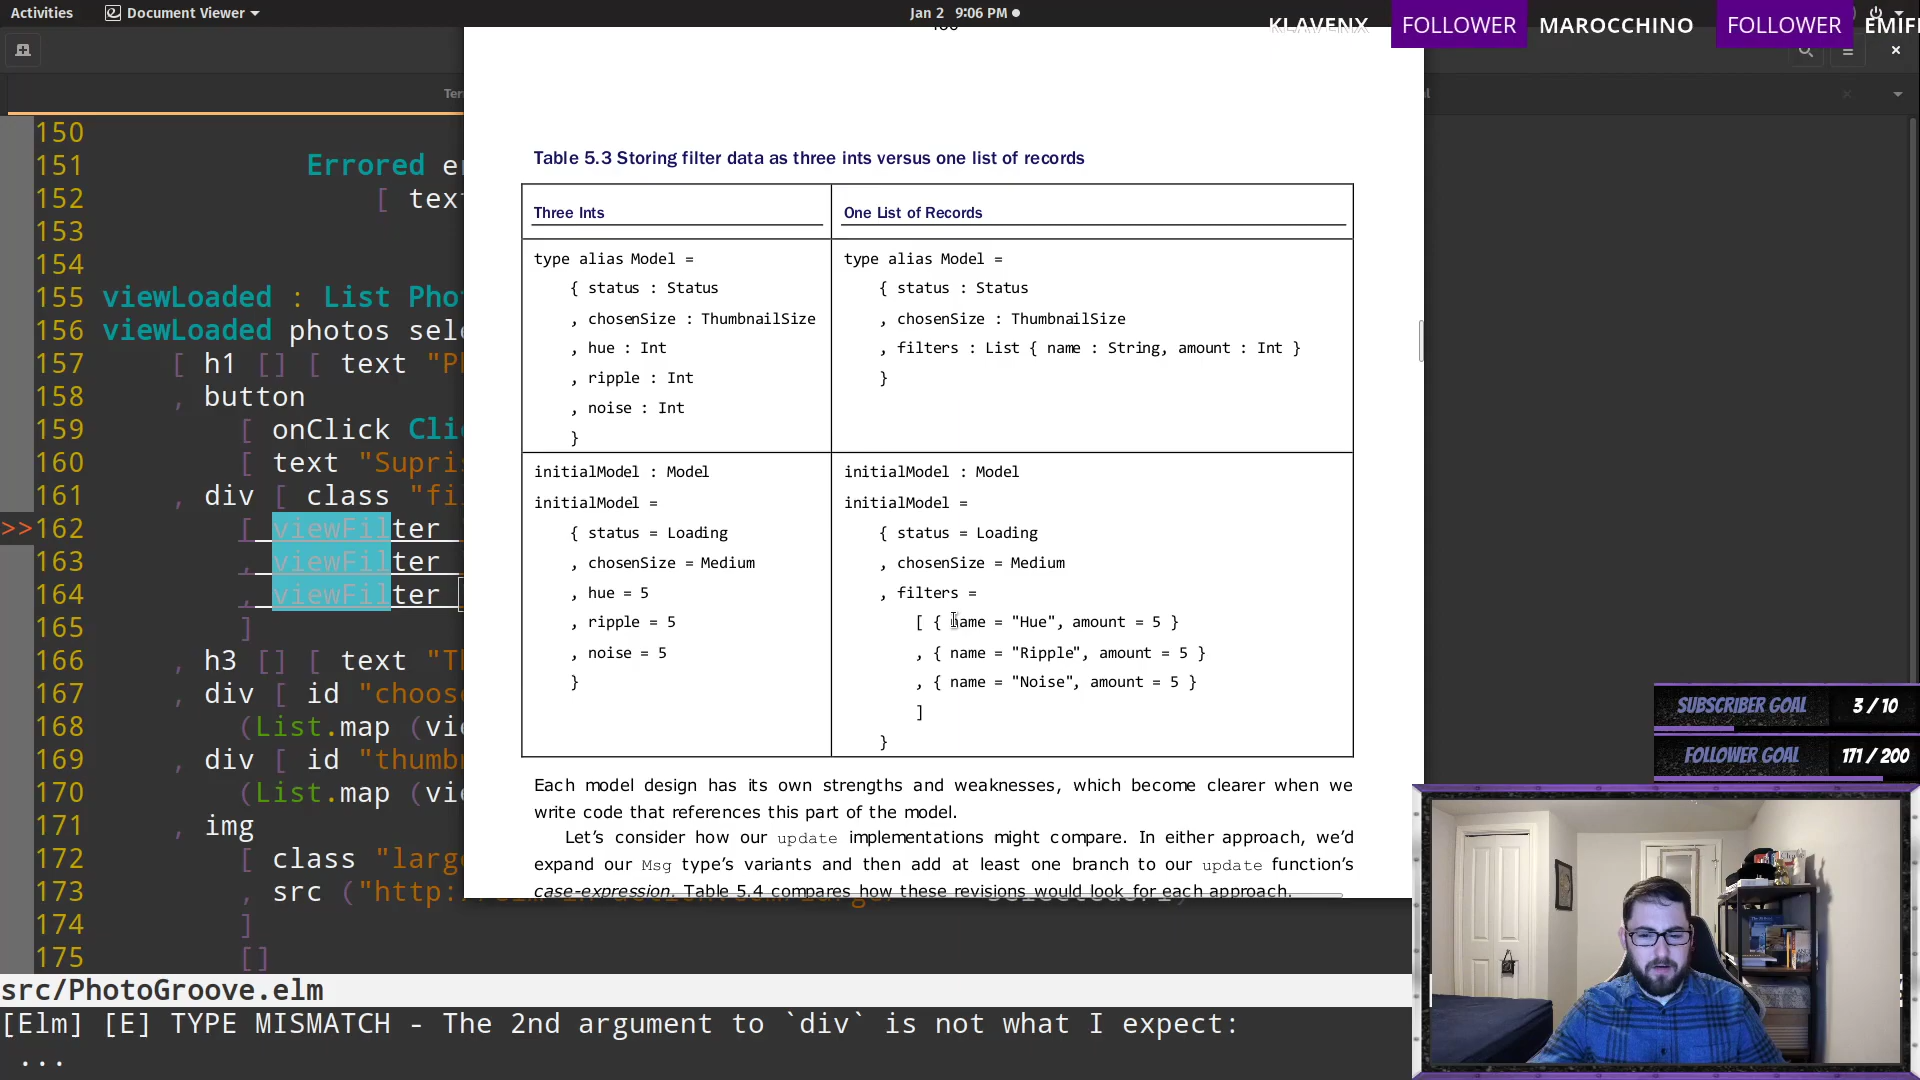 Activities Document Viewer Jan 2 9:06 PM
KLAVENX FOLLOWER MAROCCHINO FOLLOWER
Table 5.3 Storing filter data as three ints versus one list of records
Three Ints
type alias Model =
{ status : Status
, chosenSize : ThumbnailSize
, hue : Int
, ripple : Int
, noise : Int
}
One List of Records
type alias Model =
{ status : Status
, chosenSize : ThumbnailSize
, filters : List { name : String, amount : Int }
}
initialModel : Model
initialModel =
{ status = Loading
, chosenSize = Medium
, hue = 5
, ripple = 5
, noise = 5
}
initialModel : Model
initialModel =
{ status = Loading
, chosenSize = Medium
, filters =
[ { name = "Hue", amount = 5 }
, { name = "Ripple", amount = 5 }
, { name = "Noise", amount = 5 }
]
}
Each model design has its own strengths and weaknesses, which become clearer when we
write code that references this part of the model.
Let's consider how our update implementations might compare. In either approach, we'd
expand our Msg type's variants and then add at least one branch to our update function's
case-expression. Table 5.4 compares how these revisions would look for each approach.
150
151 Errored
152 [
153
154
155 viewLoaded : List
156 viewLoaded photos
157 [ h1 [] [ text
158 , button
159 [ onClick
160 [ text
161 , div [ class
>>162 [ viewFilter
163 , viewFilter
164 , viewFilter
165 ]
166 , h3 [] [ text
167 , div [ id
168 (List.map
169 , div [ id
170 (List.map
171 , img
172 [ class
173 , src
174 ]
175 []
src/PhotoGroove.elm
[Elm] [E] TYPE MISMATCH - The 2nd argument to `div` is not what I expect:
...
SUBSCRIBER GOAL 3 / 10
FOLLOWER GOAL 171 / 200